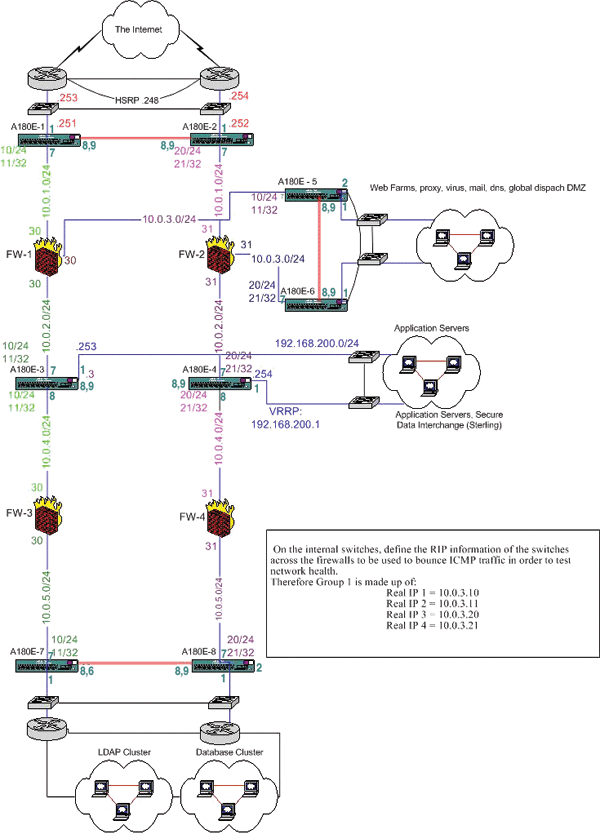 The Internet
HSRP .248
.253
.254
.251
.252
A180E-1
1
A180E-2
1
10/24
11/32
7
8,9
8,9
20/24
21/32
7
10.0.1.0/24
10.0.1.0/24
A180E - 5
2
10/24
11/32
1
8,9
Web Farms, proxy, virus, mail, dns, global dispach DMZ
10.0.3.0/24
30
31
FW-1
30
FW-2
31
10.0.3.0/24
30
31
A180E-6
20/24
21/32
7
8,9
1
10.0.2.0/24
10.0.2.0/24
10/24
11/32
.253
192.168.200.0/24
Application Servers
A180E-3
7
1
.3
8,9
10/24
11/32
8
20/24
21/32
A180E-4
7
8,9
20/24
21/32
8
.254
1
VRRP:
192.168.200.1
Application Servers, Secure
Data Interchange (Sterling)
10.0.4.0/24
10.0.4.0/24
30
31
FW-3
30
FW-4
31
On the internal switches, define the RIP information of the switches
across the firewalls to be used to bounce ICMP traffic in order to test
network health.
Therefore Group 1 is made up of:
Real IP 1 = 10.0.3.10
Real IP 2 = 10.0.3.11
Real IP 3 = 10.0.3.20
Real IP 4 = 10.0.3.21
10.0.5.0/24
10.0.5.0/24
10/24
11/32
20/24
21/32
A180E-7
7
8,6
1
A180E-8
7
8,9
2
1
LDAP Cluster
Database Cluster